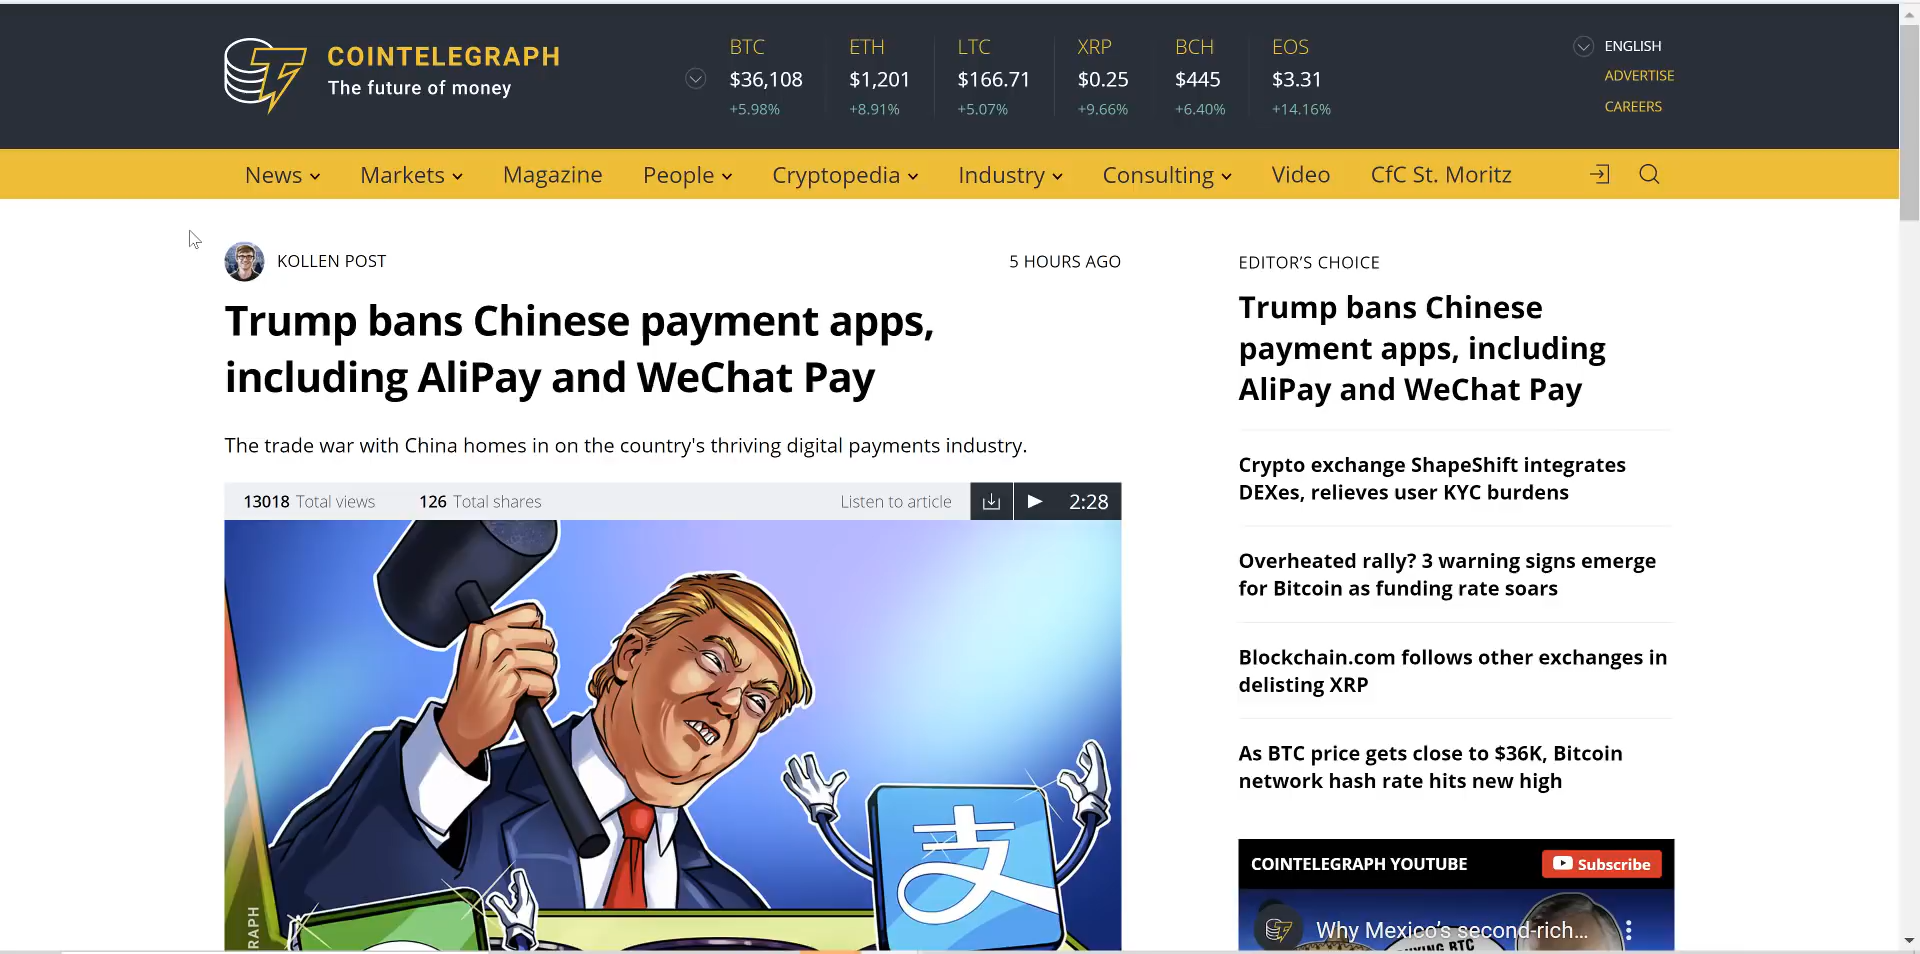 COINTELEGRAPH
The future of money
BTC
$36,108
+5.98%
ETH
$1,201
+8.91%
LTC
$166.71
+5.07%
XRP
$0.25
+9.66%
BCH
$445
+6.40%
EOS
$3.31
+14.16%
ENGLISH
ADVERTISE
CAREERS
News Markets Magazine People Cryptopedia Industry Consulting Video CfC St. Moritz
KOLLEN POST 5 HOURS AGO
Trump bans Chinese payment apps,
including AliPay and WeChat Pay
The trade war with China homes in on the country's thriving digital payments industry.
13018 Total views 126 Total shares Listen to article 2:28
支
GRAPH
EDITOR’S CHOICE
Trump bans Chinese
payment apps, including
AliPay and WeChat Pay
Crypto exchange ShapeShift integrates
DEXes, relieves user KYC burdens
Overheated rally? 3 warning signs emerge
for Bitcoin as funding rate soars
Blockchain.com follows other exchanges in
delisting XRP
As BTC price gets close to $36K, Bitcoin
network hash rate hits new high
COINTELEGRAPH YOUTUBE Subscribe
Why Mexico’s second-rich...
BTC